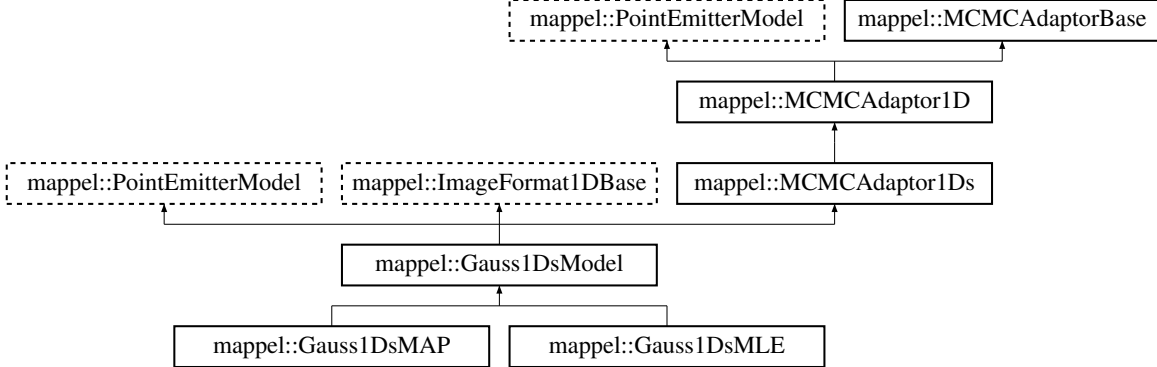 mappel::PointEmitterModel mappel::MCMCAdaptorBase
mappel::MCMCAdaptor1D
mappel::PointEmitterModel mappel::ImageFormat1DBase mappel::MCMCAdaptor1Ds
mappel::Gauss1DsModel
mappel::Gauss1DsMAP mappel::Gauss1DsMLE